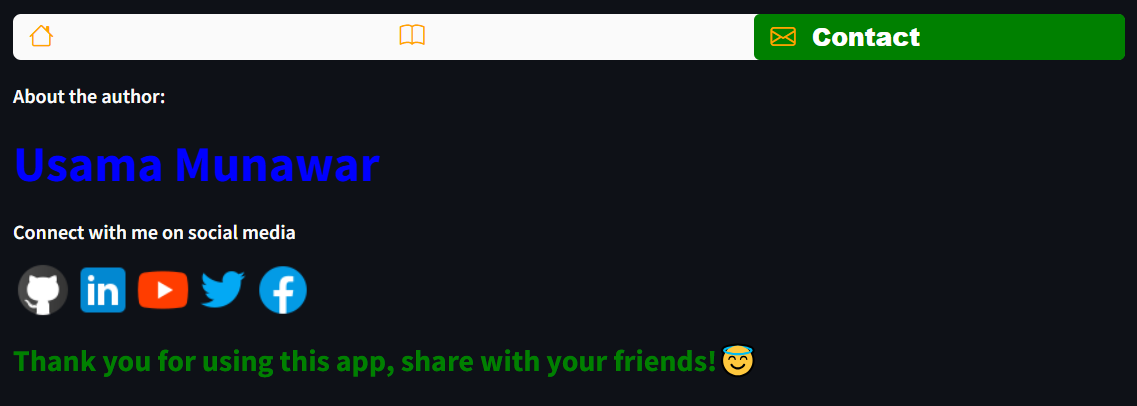 Contact
About the author:
Usama Munawar
Connect with me on social media
in
f
Thank you for using this app, share with your friends!😇